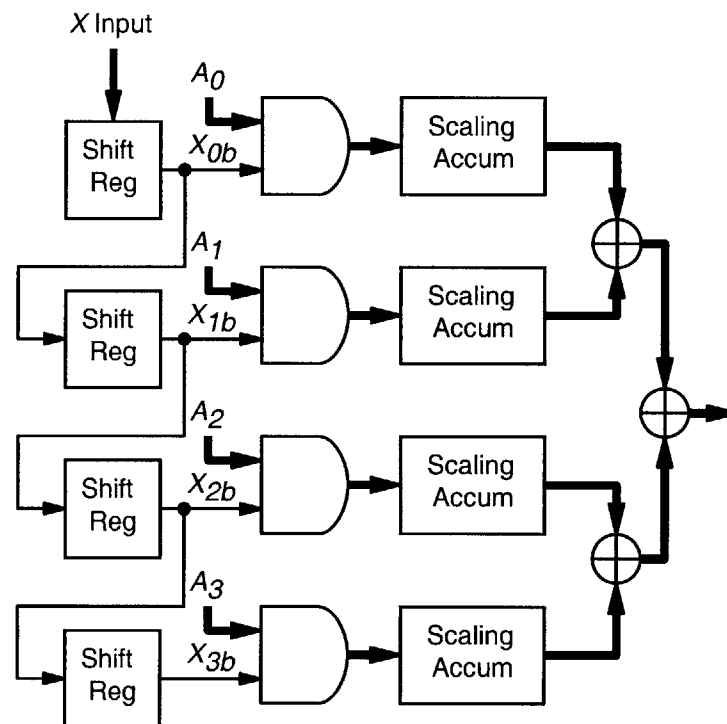 X Input
A0
Shift
Reg
X0b
Scaling
Accum
A1
Shift
Reg
X1b
Scaling
Accum
A2
Shift
Reg
X2b
Scaling
Accum
A3
Shift
Reg
X3b
Scaling
Accum